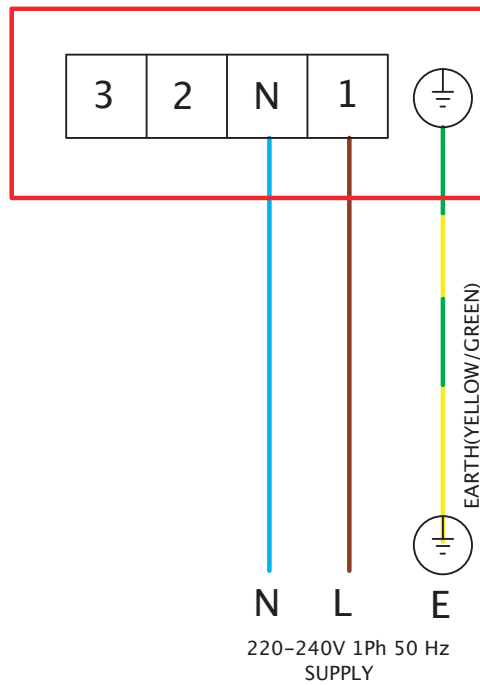 3 2 N 1
EARTH(YELLOW/GREEN)
N L E
220-240V 1Ph 50 Hz
SUPPLY